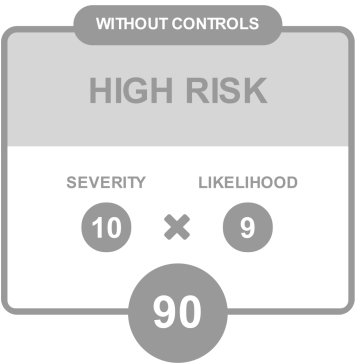 WITHOUT CONTROLS
HIGH RISK
SEVERITY LIKELIHOOD
10 × 9
90